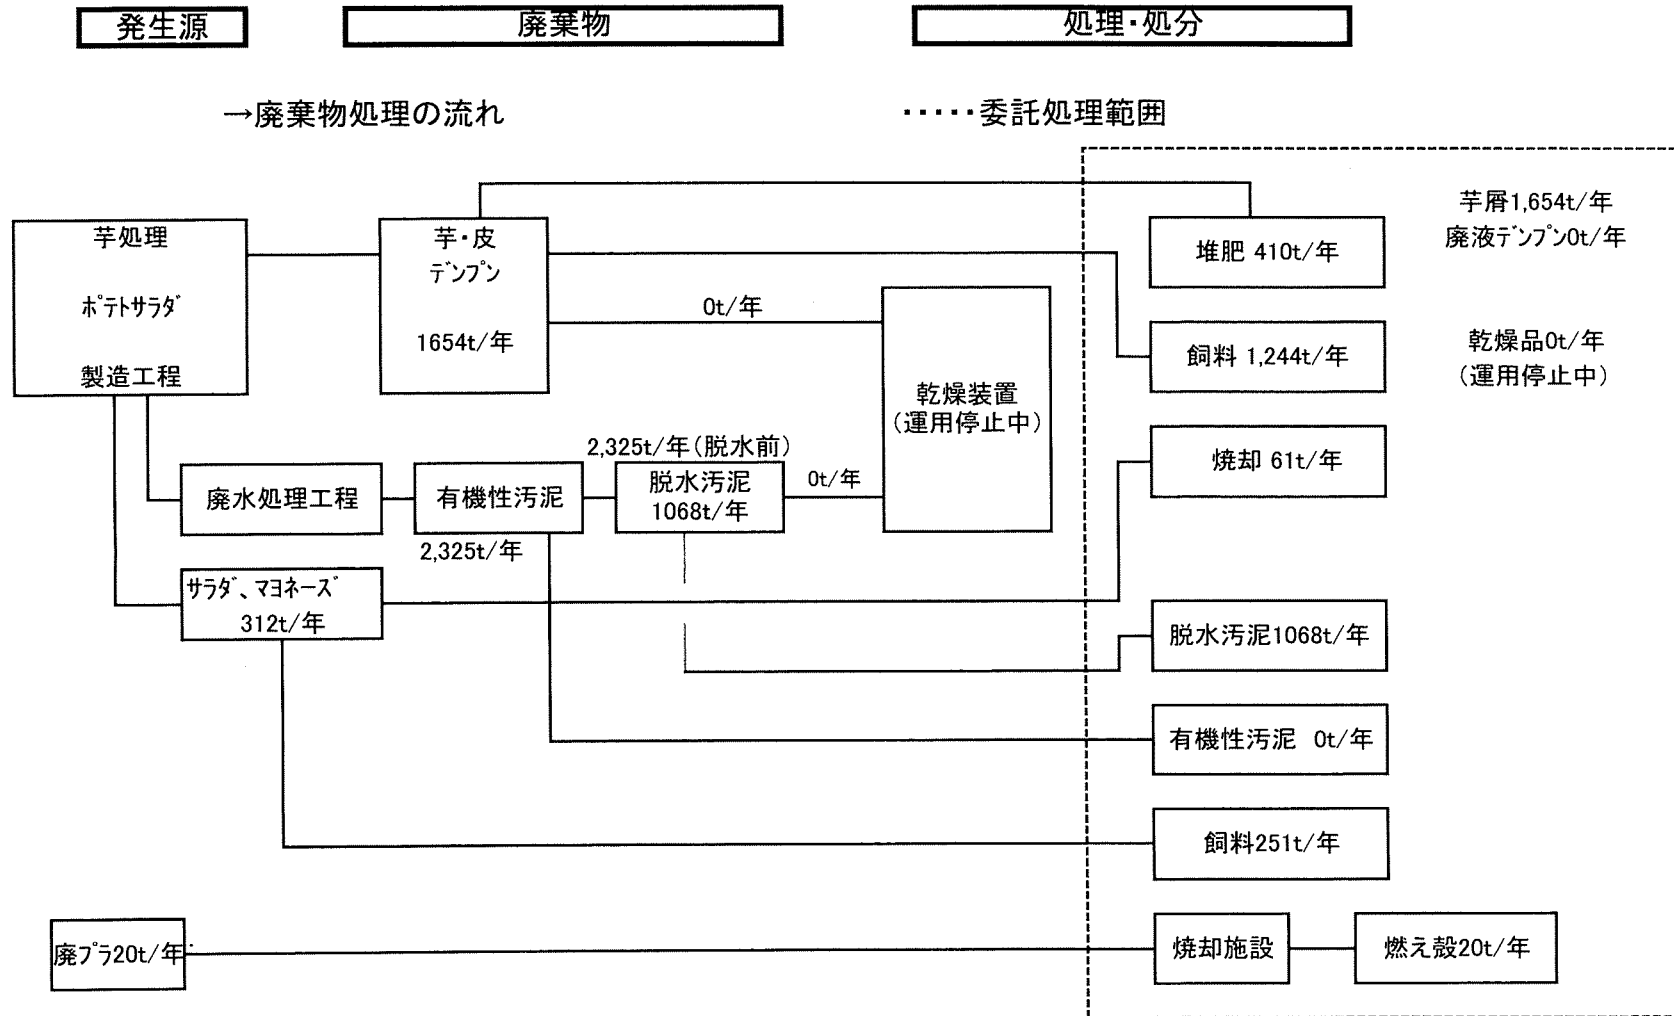 発生源
廃棄物
処理・処分
→廃棄物処理の流れ
・・・・・委託処理範囲
芋処理
ﾎﾟﾃﾄｻﾗﾀﾞ
製造工程
芋・皮
ﾃﾞﾝﾌﾟﾝ
1654t/年
堆肥 410t/年
芋屑1,654t/年
廃液ﾃﾞﾝﾌﾟﾝ0t/年
0t/年
飼料 1,244t/年
乾燥品0t/年
（運用停止中）
乾燥装置
（運用停止中）
焼却 61t/年
2,325t/年（脱水前）
廃水処理工程
有機性汚泥
2,325t/年
脱水汚泥
1068t/年
0t/年
ｻﾗﾀﾞ、ﾏﾖﾈｰｽﾞ
312t/年
脱水汚泥1068t/年
有機性汚泥 0t/年
飼料251t/年
廃ﾌﾟﾗ20t/年
焼却施設
燃え殻20t/年